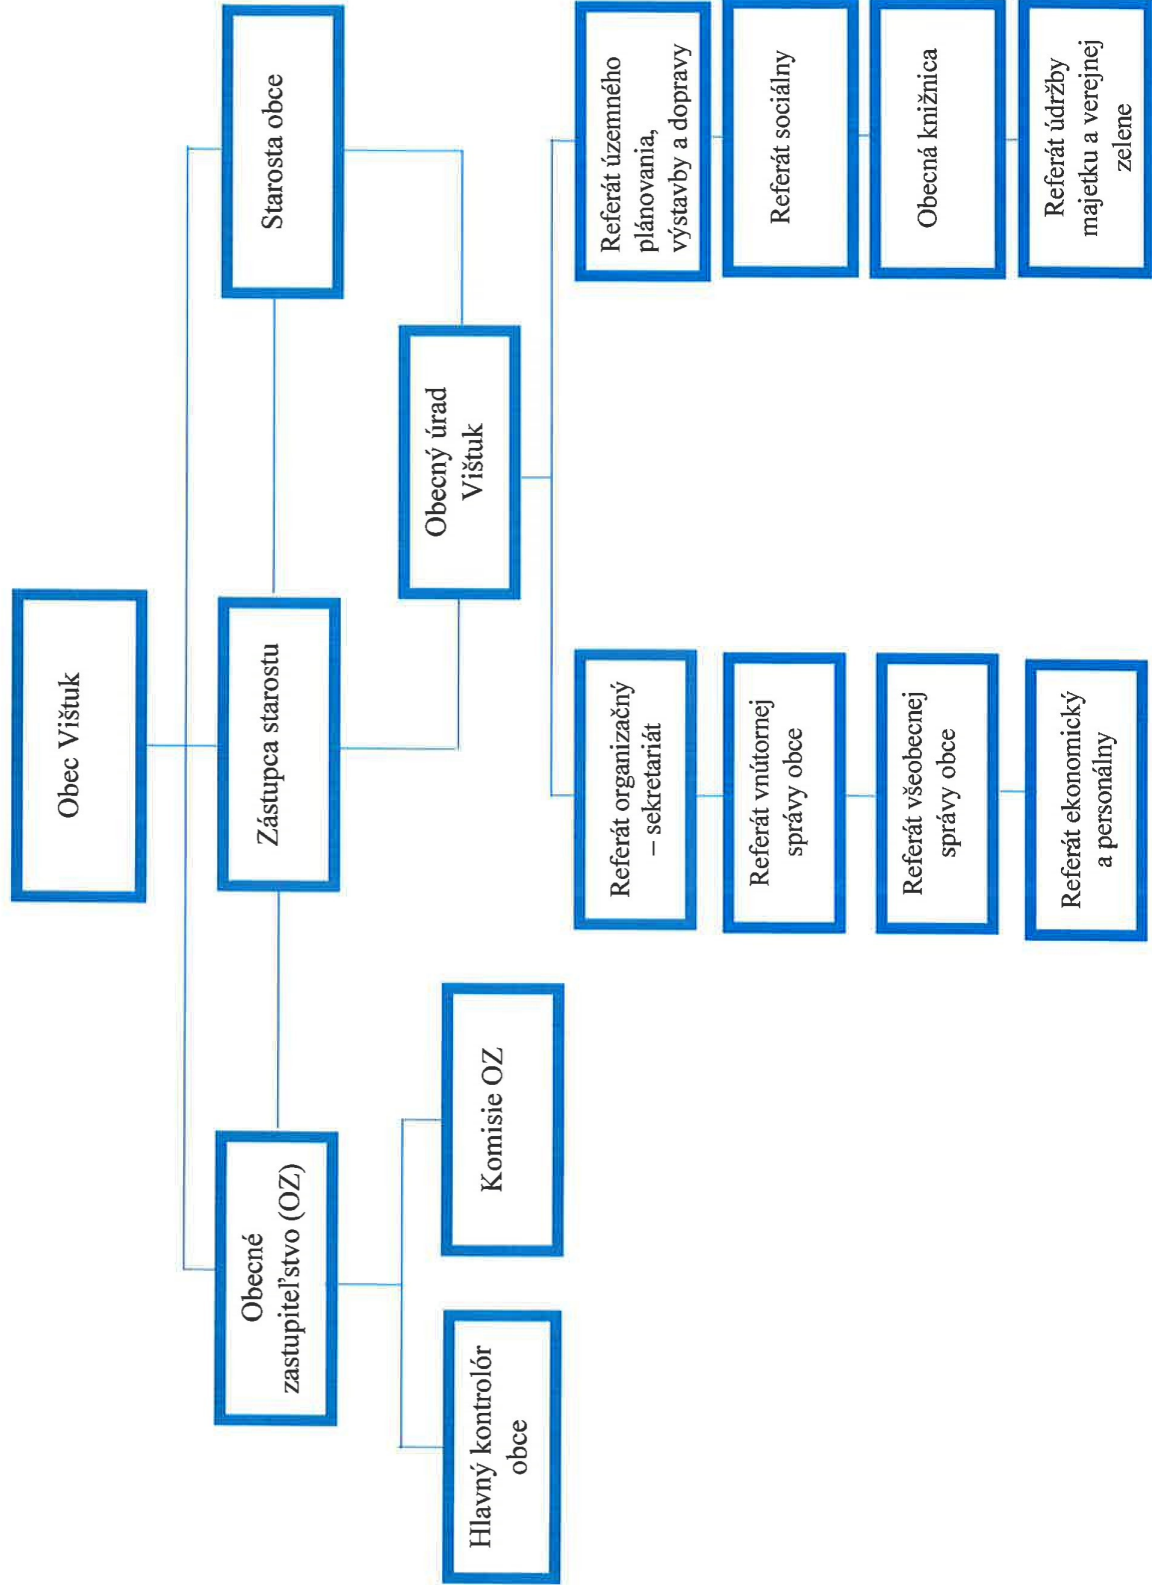 Obec Vištuk
Obecné
zastupiteľstvo (OZ)
Zástupca starostu
Starosta obce
Hlavný kontrolór
obce
Komisie OZ
Obecný úrad
Vištuk
Referát organizačný
– sekretariát
Referát vnútornej
správy obce
Referát všeobecnej
správy obce
Referát ekonomický
a personálny
Referát územného
plánovania,
výstavby a dopravy
Referát sociálny
Obecná knižnica
Referát údržby
majetku a verejnej
zelene